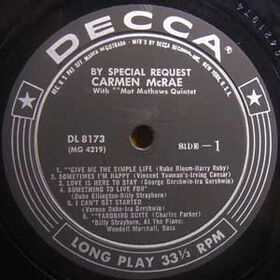 DECCA
BY SPECIAL REQUEST
CARMEN McRAE
With **Mat Mathews Quintet
DL 8173
(MG 4219)
SIDE - 1
1 **GIVE ME THE SIMPLE LIFE (Rube Bloom-Harry Ruby)
2 SOMETIMES I'M HAPPY (Vincent Youmans-Irving Caesar)
3 **LOVE IS HERE TO STAY (George Gershwin-Ira Gershwin)
4 SOMETHING TO LIVE FOR*
(Duke Ellington-Billy Strayhorn)
5 I CAN'T GET STARTED
(Vernon Duke-Ira Gershwin)
6 **YARDBIRD SUITE (Charles Parker)
*Billy Strayhorn, At the Piano;
Wendell Marshall, Bass
LONG PLAY 33⅓ RPM